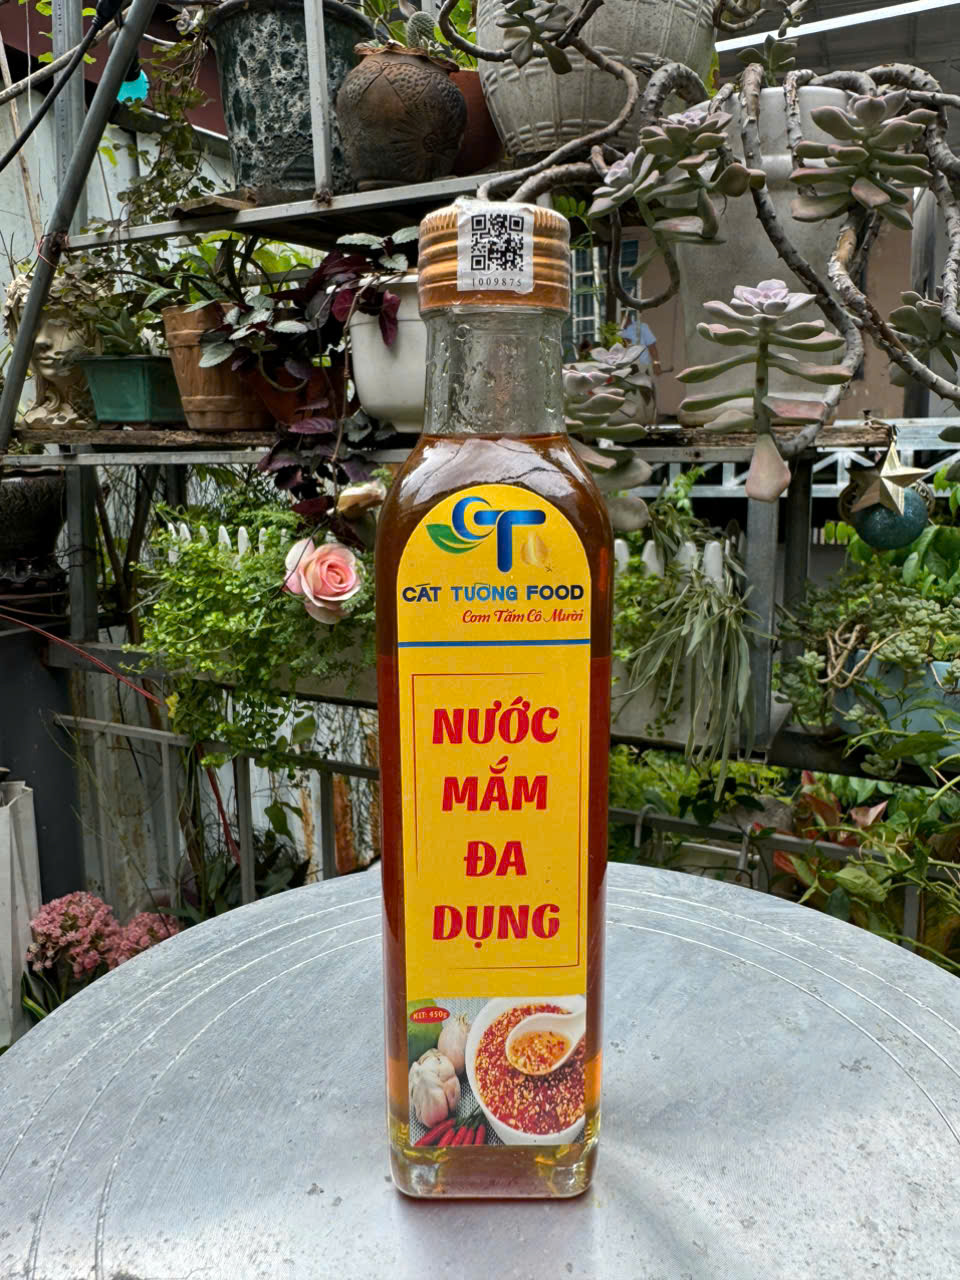 1009875
CT
CÁT TƯỜNG FOOD
Cơm Tấm Cô Mười
NƯỚC
MẮM
ĐA
DỤNG
KLT: 450g